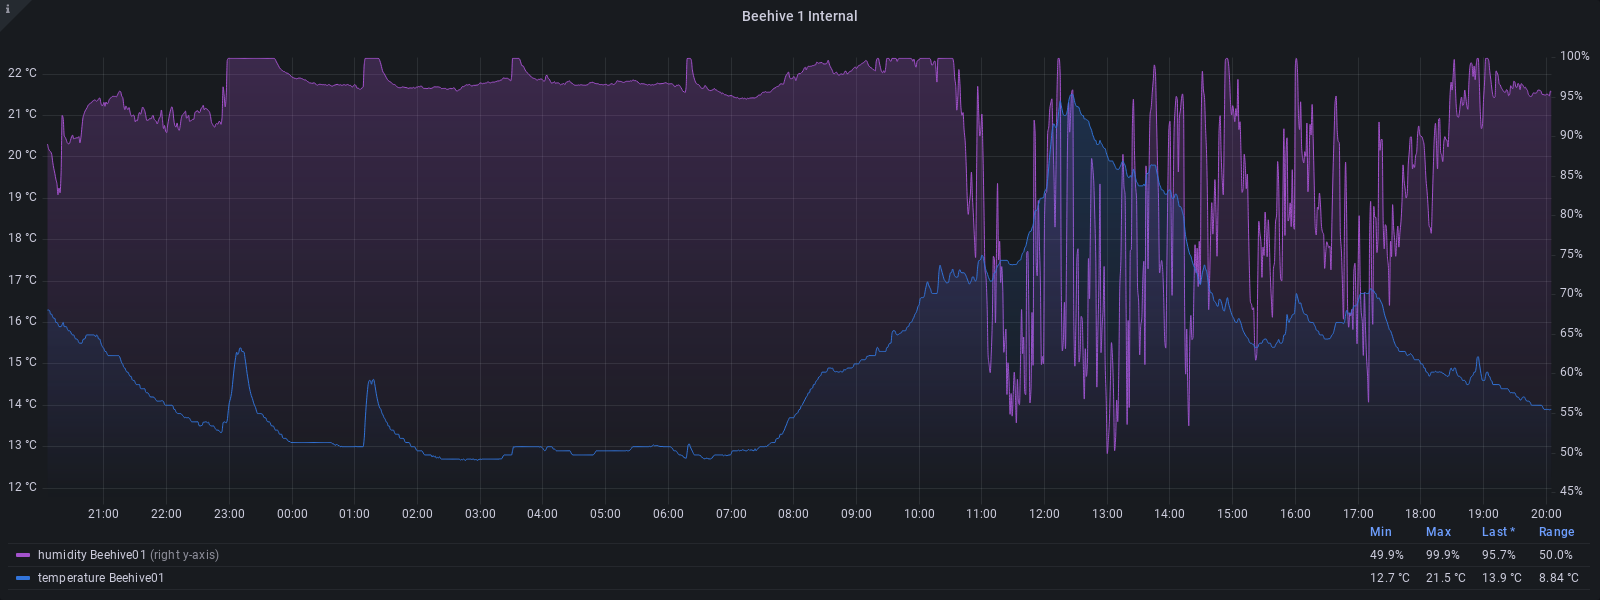 i
Beehive 1 Internal
22 °C
21 °C
20 °C
19 °C
18 °C
17 °C
16 °C
15 °C
14 °C
13 °C
12 °C
100%
95%
90%
85%
80%
75%
70%
65%
60%
55%
50%
45%
21:00 22:00 23:00 00:00 01:00 02:00 03:00 04:00 05:00 06:00 07:00 08:00 09:00 10:00 11:00 12:00 13:00 14:00 15:00 16:00 17:00 18:00 19:00 20:00
Min Max Last * Range
humidity Beehive01 (right y-axis) 49.9% 99.9% 95.7% 50.0%
temperature Beehive01 12.7 °C 21.5 °C 13.9 °C 8.84 °C